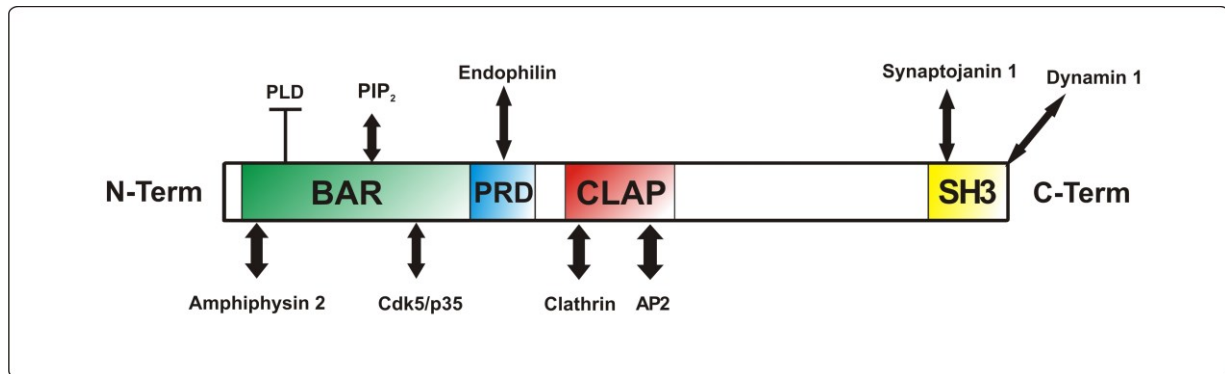 Endophilin
Synaptojanin 1
Dynamin 1
PLD
PIP₂
N-Term
BAR
PRD
CLAP
SH3
C-Term
Amphiphysin 2
Cdk5/p35
Clathrin
AP2